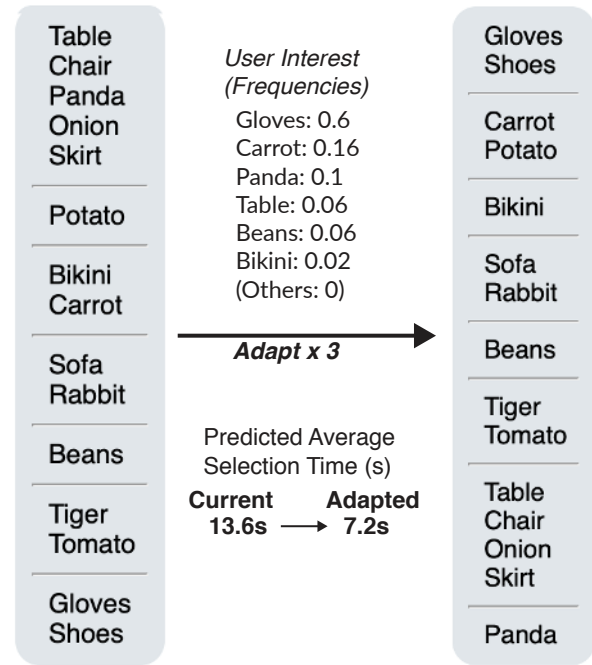 Table
Chair
Panda
Onion
Skirt
Potato
Bikini
Carrot
Sofa
Rabbit
Beans
Tiger
Tomato
Gloves
Shoes
User Interest
(Frequencies)
Gloves: 0.6
Carrot: 0.16
Panda: 0.1
Table: 0.06
Beans: 0.06
Bikini: 0.02
(Others: 0)
Adapt x 3
Predicted Average
Selection Time (s)
Current Adapted
13.6s 7.2s
Gloves
Shoes
Carrot
Potato
Bikini
Sofa
Rabbit
Beans
Tiger
Tomato
Table
Chair
Onion
Skirt
Panda